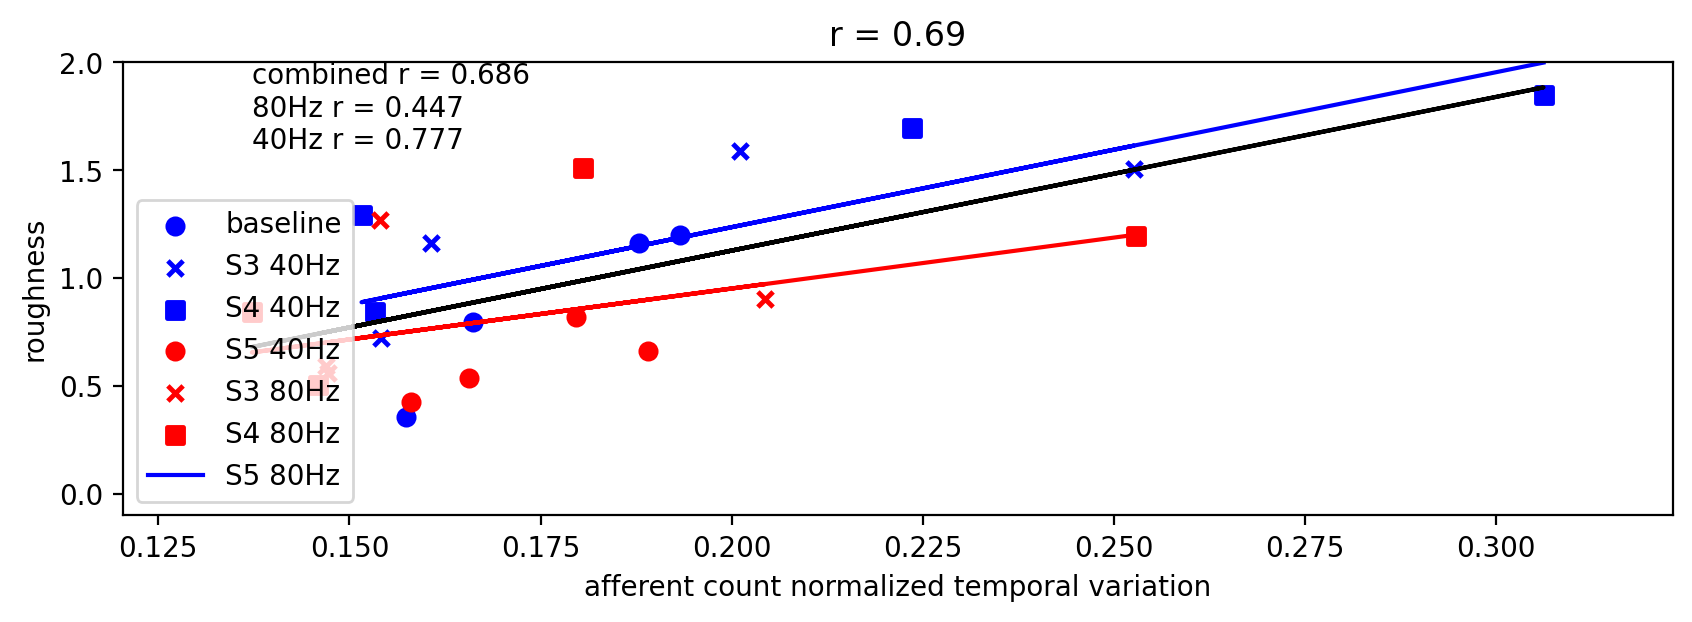 r = 0.69
combined r = 0.686
80Hz r = 0.447
40Hz r = 0.777
baseline
S3 40Hz
S4 40Hz
S5 40Hz
S3 80Hz
S4 80Hz
S5 80Hz
roughness
2.0
1.5
1.0
0.5
0.0
0.125 0.150 0.175 0.200 0.225 0.250 0.275 0.300
afferent count normalized temporal variation